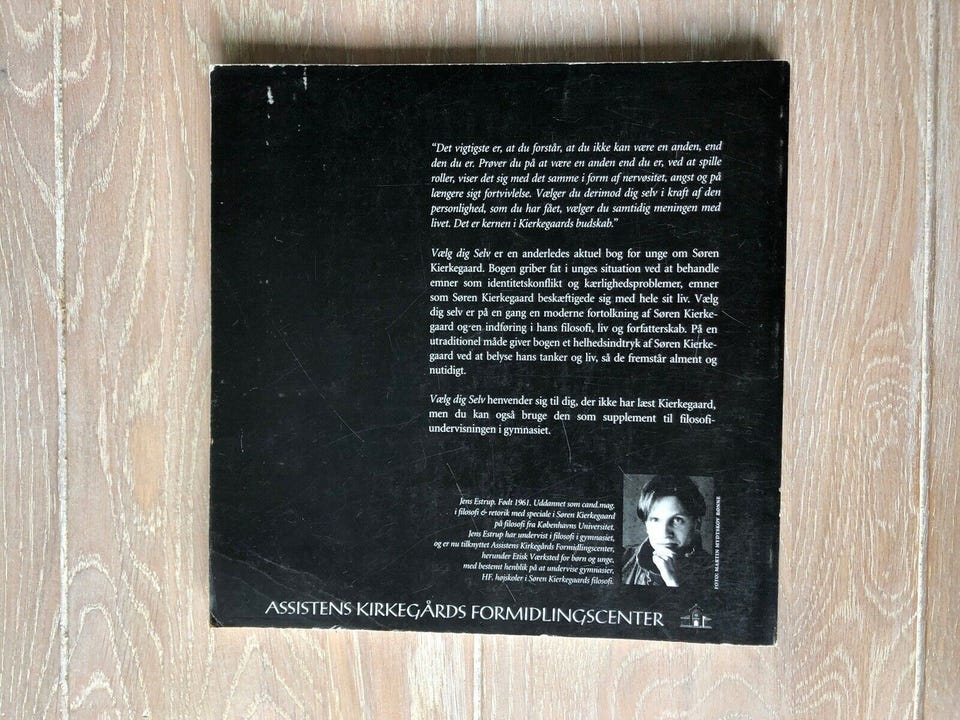 “Det vigtigste er, at du forstår, at du ikke kan være en anden, end
den du er. Prøver du på at være en anden end du er, ved at spille
roller, viser det sig med det samme i form af nervøsitet, angst og på
længere sigt fortvivlelse. Vælger du derimod dig selv i kraft af den
personlighed, som du har fået, vælger du samtidig meningen med
livet. Det er kernen i Kierkegaards budskab.”
Vælg dig Selv er en anderledes aktuel bog for unge om Søren
Kierkegaard. Bogen griber fat i unges situation ved at behandle
emner som identitetskonflikt og kærlighedsproblemer, emner
som Søren Kierkegaard beskæftigede sig med hele sit liv. Vælg
dig selv er på en gang en moderne fortolkning af Søren Kierke-
gaard og en indføring i hans filosofi, liv og forfatterskab. På en
utraditionel måde giver bogen et helhedsindtryk af Søren Kierke-
gaard ved at belyse hans tanker og liv, så de fremstår alment og
nutidigt.
Vælg dig Selv henvender sig til dig, der ikke har læst Kierkegaard,
men du kan også bruge den som supplement til filosofi-
undervisningen i gymnasiet.
Jens Estrup. Født 1961. Uddannet som cand.mag.
i filosofi & retorik med speciale i Søren Kierkegaard
på filosofi fra Københavns Universitet.
Jens Estrup har undervist i filosofi i gymnasiet,
og er nu tilknyttet Assistens Kirkegårds Formidlingscenter,
herunder Etisk Værksted for børn og unge,
med bestemt henblik på at undervise gymnasier,
HF, højskoler i Søren Kierkegaards filosofi.
FOTO: MARTIN MYDTSKOV RØNNE
ASSISTENS KIRKEGÅRDS FORMIDLINGSCENTER